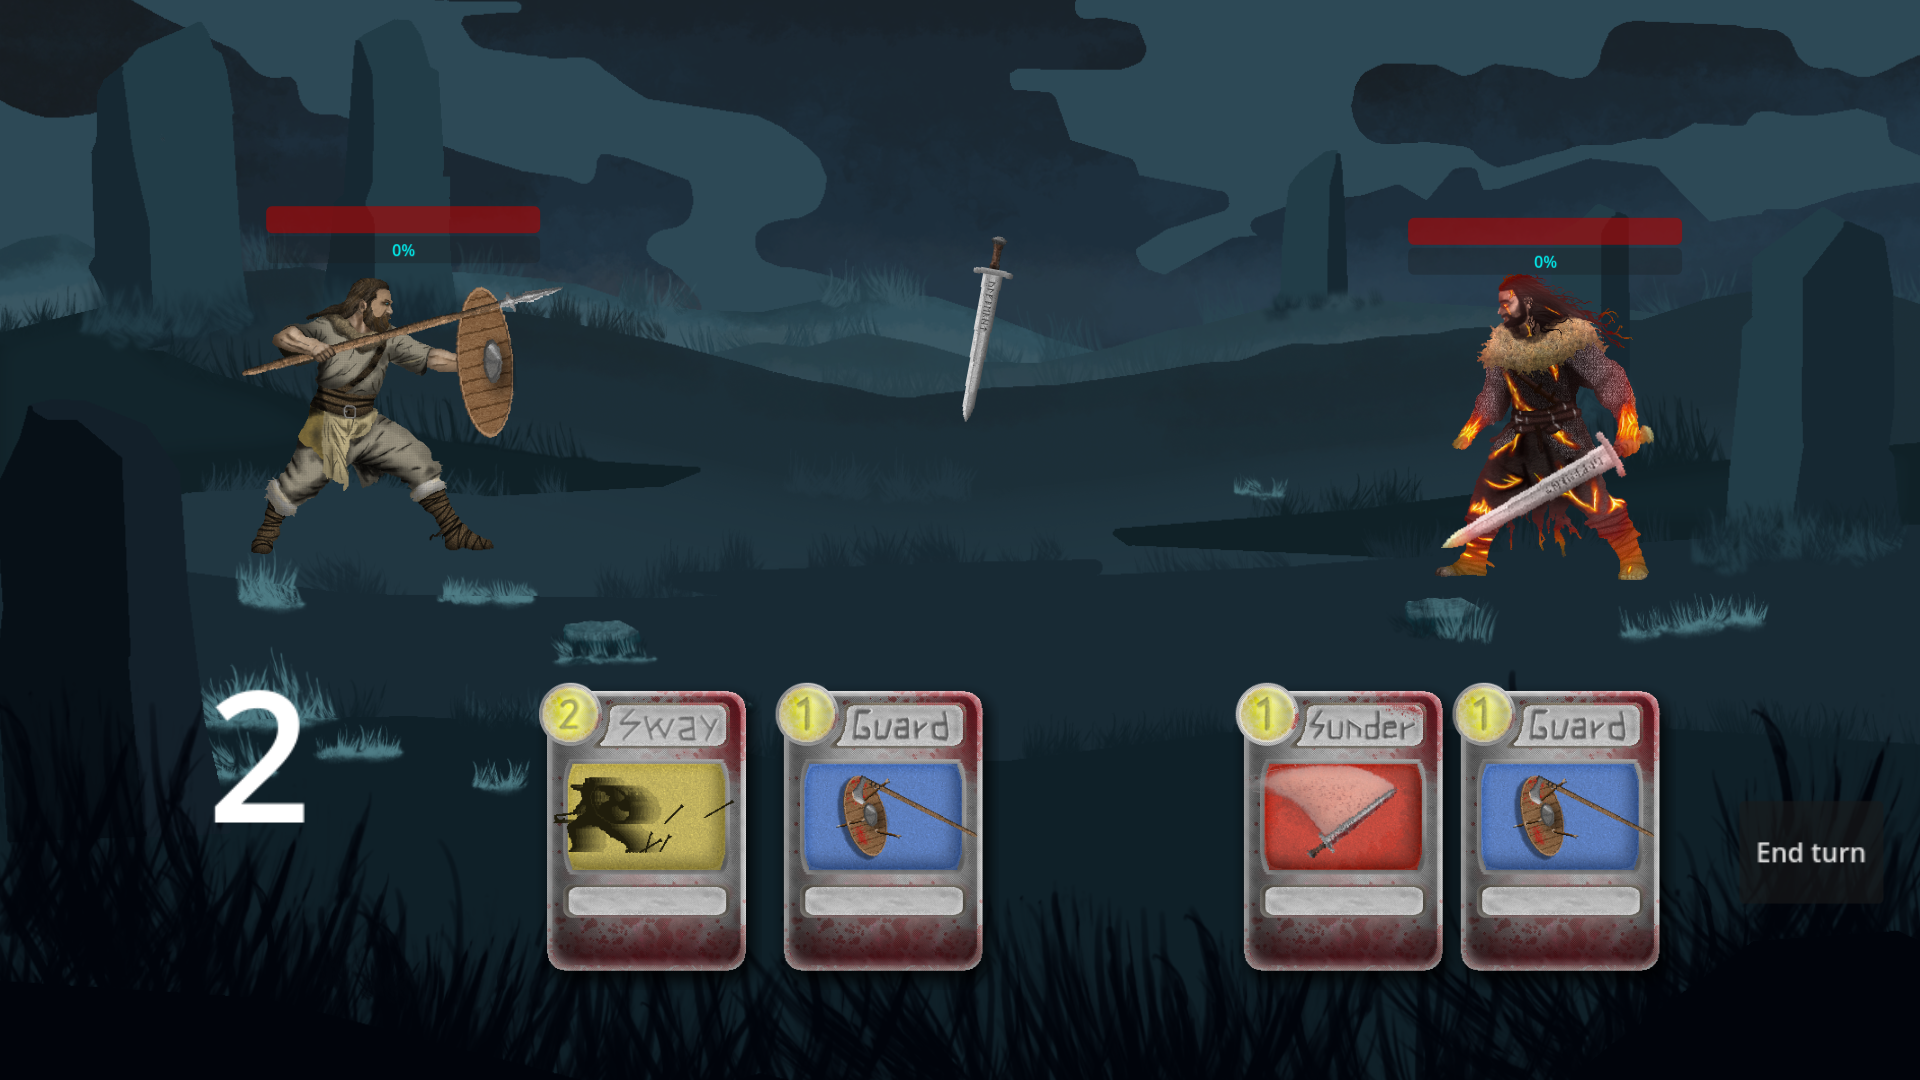 0%
0%
2
2 Sway
1 Guard
1 Sunder
1 Guard
End turn